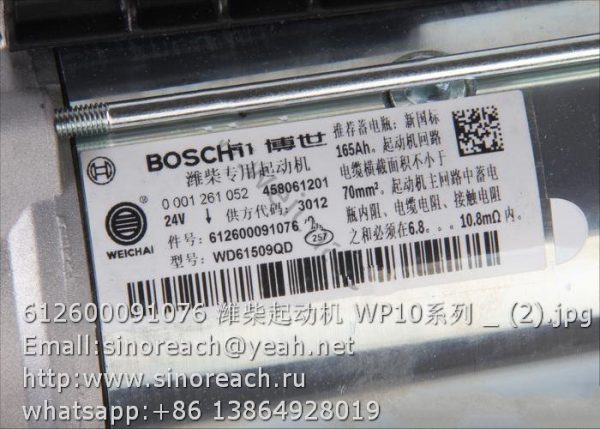 BOSCH 博世
潍柴专用起动机
0 001 261 052 458061201
24V 供方代码: 3012
件号: 612600091076
257
型号: WD61509QD
WEICHAI
推荐蓄电瓶: 新国标
165Ah。起动机回路
电缆横截面积不小于
70mm²。起动机主回路中蓄电
瓶内阻、电缆电阻、接触电阻
之和必须在6.8...10.8mΩ内。
612600091076 潍柴起动机 WP10系列 _ (2).jpg
Email:sinoreach@yeah.net
http:www.sinoreach.ru
whatsapp:+86 13864928019